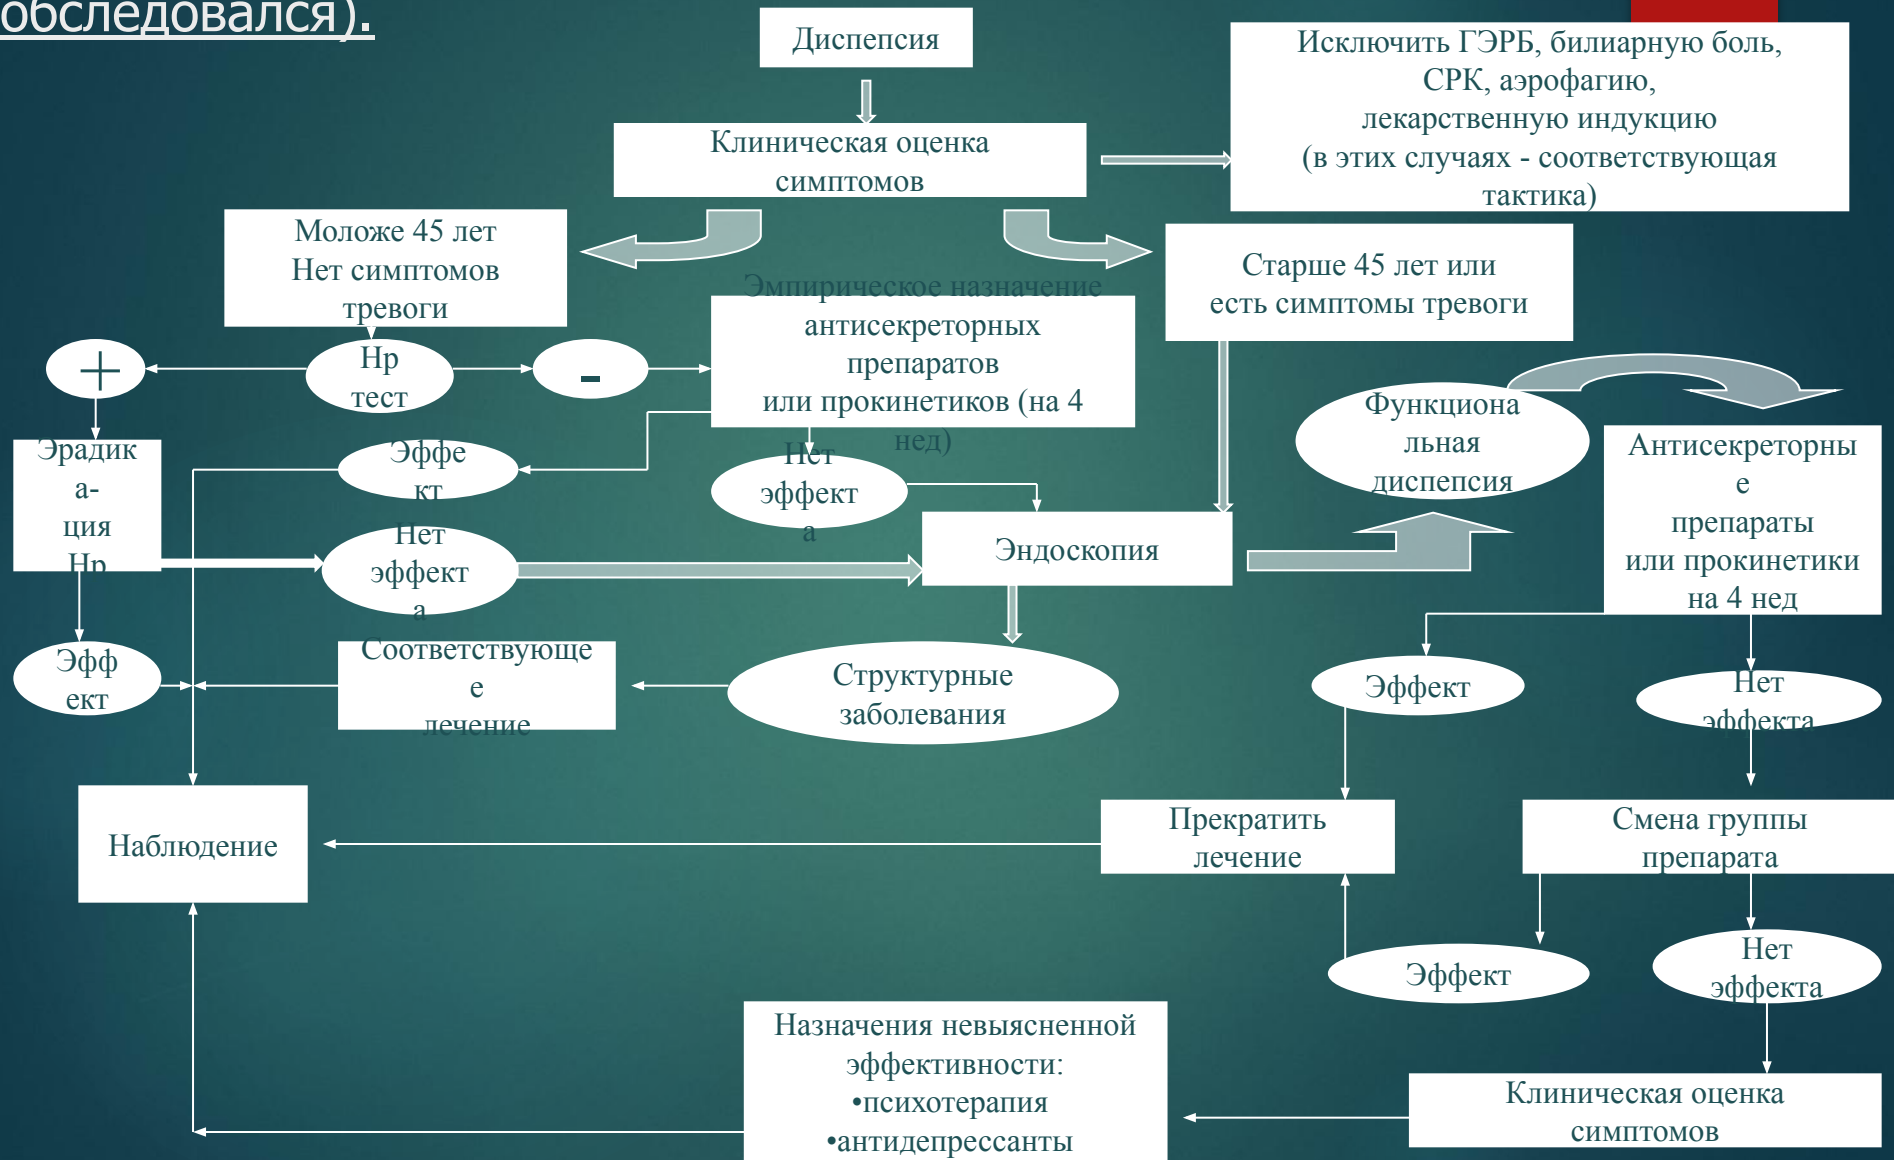 обследовался).
Диспепсия
Исключить ГЭРБ, билиарную боль,
СРК, аэрофагию,
лекарственную индукцию
(в этих случаях - соответствующая
тактика)
Клиническая оценка
симптомов
Моложе 45 лет
Нет симптомов
тревоги
Старше 45 лет или
есть симптомы тревоги
Эмпирическое назначение
антисекреторных
препаратов
или прокинетиков (на 4
нед)
+
Нр
тест
-
Функциона
льная
диспепсия
Антисекреторны
е
препараты
или прокинетики
на 4 нед
Эрадик
а-
ция
Нр
Эффе
кт
Нет
эффект
а
Нет
эффект
а
Эндоскопия
Эфф
ект
Соответствующе
е
лечение
Структурные
заболевания
Эффект
Нет
эффекта
Наблюдение
Прекратить
лечение
Смена группы
препарата
Эффект
Нет
эффекта
Назначения невыясненной
эффективности:
•психотерапия
•антидепрессанты
Клиническая оценка
симптомов